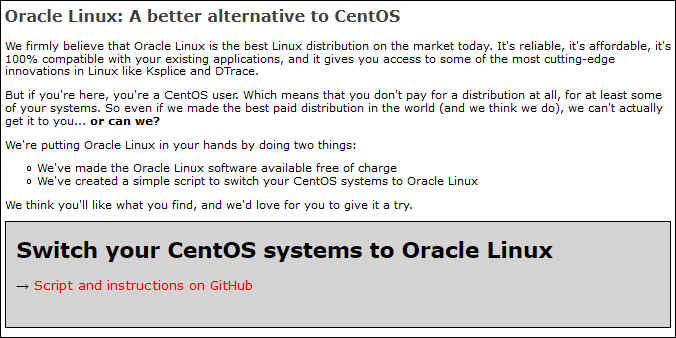 Oracle Linux: A better alternative to CentOS
We firmly believe that Oracle Linux is the best Linux distribution on the market today. It's reliable, it's affordable, it's
100% compatible with your existing applications, and it gives you access to some of the most cutting-edge
innovations in Linux like Ksplice and DTrace.
But if you're here, you're a CentOS user. Which means that you don't pay for a distribution at all, for at least some
of your systems. So even if we made the best paid distribution in the world (and we think we do), we can't actually
get it to you... or can we?
We're putting Oracle Linux in your hands by doing two things:
We've made the Oracle Linux software available free of charge
We've created a simple script to switch your CentOS systems to Oracle Linux
We think you'll like what you find, and we'd love for you to give it a try.
Switch your CentOS systems to Oracle Linux
→ Script and instructions on GitHub